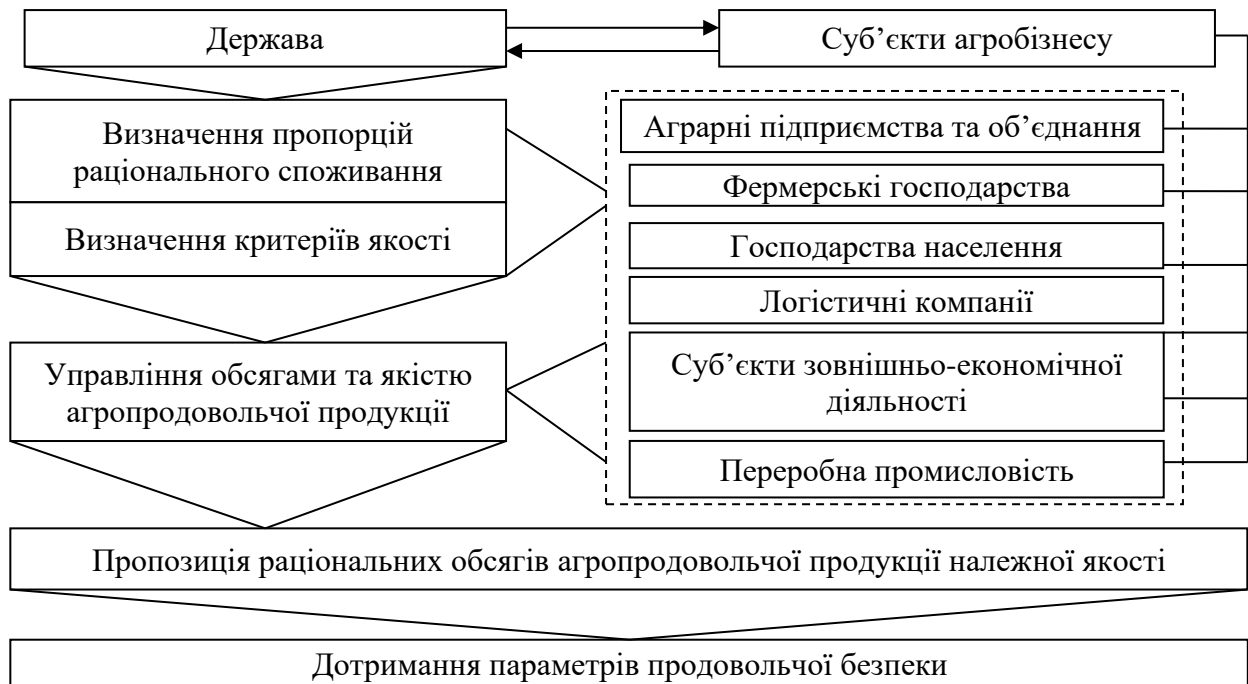 Держава
Суб’єкти агробізнесу
Визначення пропорцій
раціонального споживання
Визначення критеріїв якості
Управління обсягами та якістю
агропродовольчої продукції
Аграрні підприємства та об’єднання
Фермерські господарства
Господарства населення
Логістичні компанії
Суб’єкти зовнішньо-економічної
діяльності
Переробна промисловість
Пропозиція раціональних обсягів агропродовольчої продукції належної якості
Дотримання параметрів продовольчої безпеки